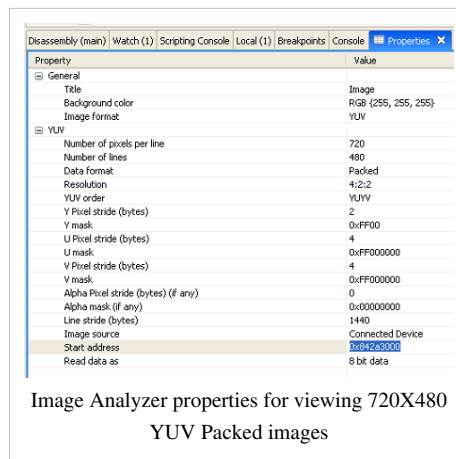 Disassembly (main) Watch (1) Scripting Console Local (1) Breakpoints Console Properties
Property Value
General
Title Image
Background color RGB {255, 255, 255}
Image format YUV
YUV
Number of pixels per line 720
Number of lines 480
Data format Packed
Resolution 4:2:2
YUV order YUYV
Y Pixel stride (bytes) 2
Y mask 0xFF00
U Pixel stride (bytes) 4
U mask 0xFF000000
V Pixel stride (bytes) 4
V mask 0xFF000000
Alpha Pixel stride (bytes) (if any) 0
Alpha mask (if any) 0x00000000
Line stride (bytes) 1440
Image source Connected Device
Start address 0x842a3000
Read data as 8 bit data
Image Analyzer properties for viewing 720X480
YUV Packed images